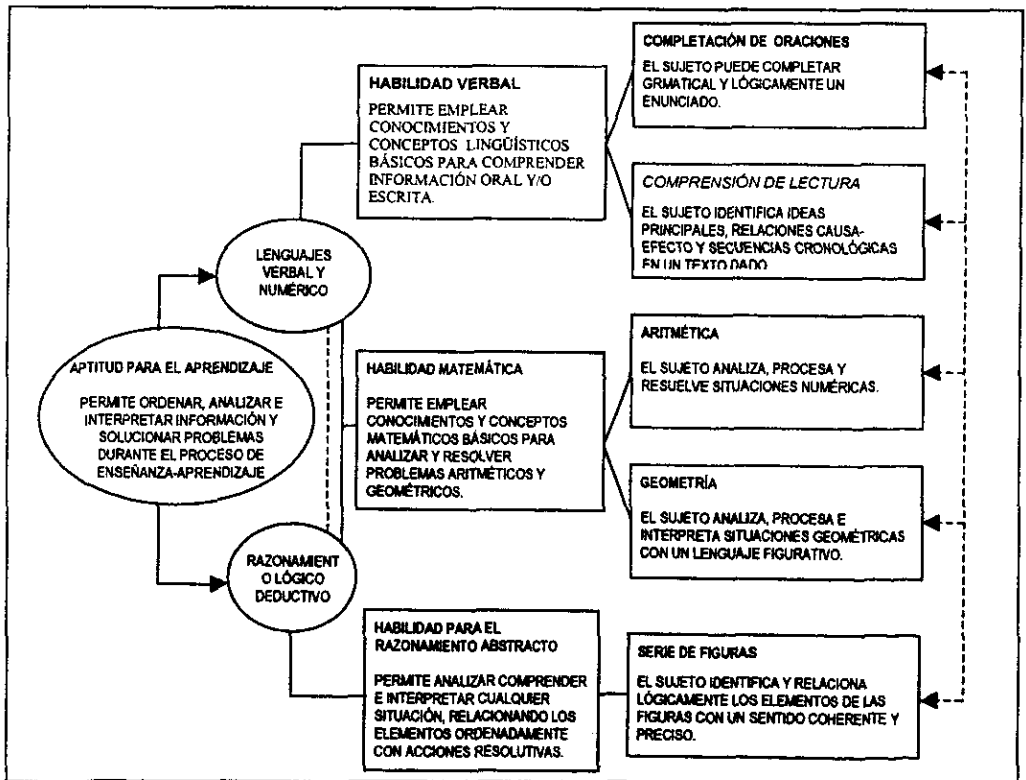 APTITUD PARA EL APRENDIZAJE
PERMITE ORDENAR, ANALIZAR E
INTERPRETAR INFORMACIÓN Y
SOLUCIONAR PROBLEMAS
DURANTE EL PROCESO DE
ENSEÑANZA-APRENDIZAJE
LENGUAJES
VERBAL Y
NUMÉRICO
RAZONAMIENT
O LÓGICO
DEDUCTIVO
HABILIDAD VERBAL
PERMITE EMPLEAR
CONOCIMIENTOS Y
CONCEPTOS LINGÜÍSTICOS
BÁSICOS PARA COMPRENDER
INFORMACIÓN ORAL Y/O
ESCRITA.
HABILIDAD MATEMÁTICA
PERMITE EMPLEAR
CONOCIMIENTOS Y CONCEPTOS
MATEMÁTICOS BÁSICOS PARA
ANALIZAR Y RESOLVER
PROBLEMAS ARITMÉTICOS Y
GEOMÉTRICOS.
HABILIDAD PARA EL
RAZONAMIENTO ABSTRACTO
PERMITE ANALIZAR COMPRENDER
E INTERPRETAR CUALQUIER
SITUACIÓN, RELACIONANDO LOS
ELEMENTOS ORDENADAMENTE
CON ACCIONES RESOLUTIVAS.
COMPLETACIÓN DE ORACIONES
EL SUJETO PUEDE COMPLETAR
GRMATICAL Y LÓGICAMENTE UN
ENUNCIADO.
COMPRENSIÓN DE LECTURA
EL SUJETO IDENTIFICA IDEAS
PRINCIPALES, RELACIONES CAUSA-
EFECTO Y SECUENCIAS CRONOLÓGICAS
EN UN TEXTO DADO
ARITMÉTICA
EL SUJETO ANALIZA, PROCESA Y
RESUELVE SITUACIONES NUMÉRICAS.
GEOMETRÍA
EL SUJETO ANALIZA, PROCESA E
INTERPRETA SITUACIONES GEOMÉTRICAS
CON UN LENGUAJE FIGURATIVO.
SERIE DE FIGURAS
EL SUJETO IDENTIFICA Y RELACIONA
LÓGICAMENTE LOS ELEMENTOS DE LAS
FIGURAS CON UN SENTIDO COHERENTE Y
PRECISO.